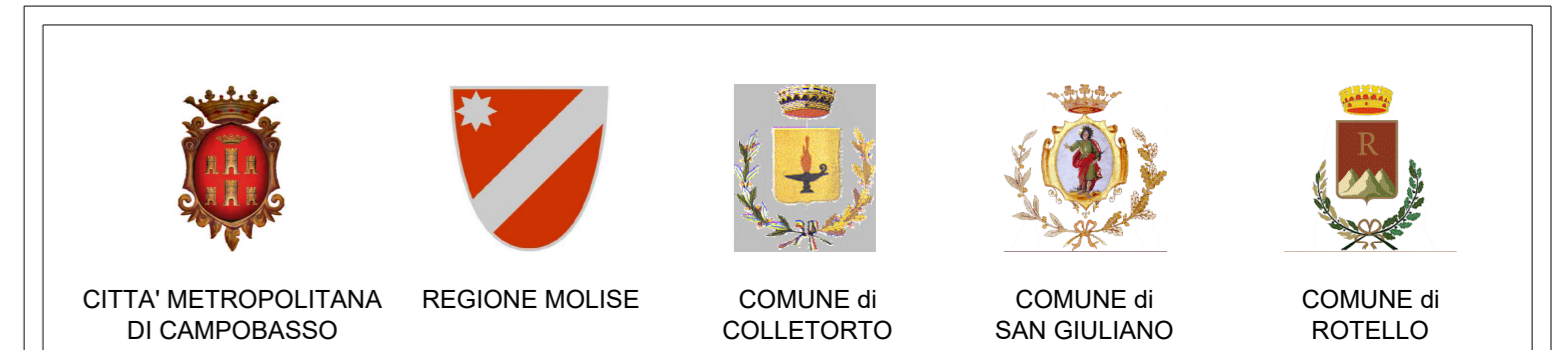 R
CITTA' METROPOLITANA
DI CAMPOBASSO
REGIONE MOLISE
COMUNE di
COLLETORTO
COMUNE di
SAN GIULIANO
COMUNE di
ROTELLO